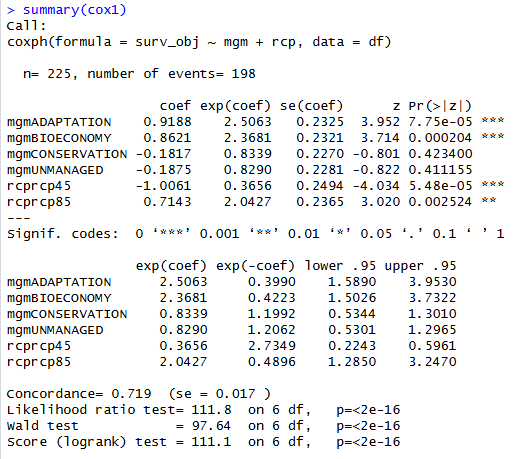 > summary(cox1)
Call:
coxph(formula = surv_obj ~ mgm + rcp, data = df)
n= 225, number of events= 198
coef exp(coef) se(coef) z Pr(>|z|)
mgmADAPTATION 0.9188 2.5063 0.2325 3.952 7.75e-05 ***
mgmBIOECONOMY 0.8621 2.3681 0.2321 3.714 0.000204 ***
mgmCONSERVATION -0.1817 0.8339 0.2270 -0.801 0.423400
mgmUNMANAGED -0.1875 0.8290 0.2281 -0.822 0.411155
rcprcp45 -1.0061 0.3656 0.2494 -4.034 5.48e-05 ***
rcprcp85 0.7143 2.0427 0.2365 3.020 0.002524 **
---
Signif. codes: 0 ‘***’ 0.001 ‘**’ 0.01 ‘*’ 0.05 ‘.’ 0.1 ‘ ’ 1
exp(coef) exp(-coef) lower .95 upper .95
mgmADAPTATION 2.5063 0.3990 1.5890 3.9530
mgmBIOECONOMY 2.3681 0.4223 1.5026 3.7322
mgmCONSERVATION 0.8339 1.1992 0.5344 1.3010
mgmUNMANAGED 0.8290 1.2062 0.5301 1.2965
rcprcp45 0.3656 2.7349 0.2243 0.5961
rcprcp85 2.0427 0.4896 1.2850 3.2470
Concordance= 0.719 (se = 0.017 )
Likelihood ratio test= 111.8 on 6 df, p=<2e-16
Wald test = 97.64 on 6 df, p=<2e-16
Score (logrank) test = 111.1 on 6 df, p=<2e-16